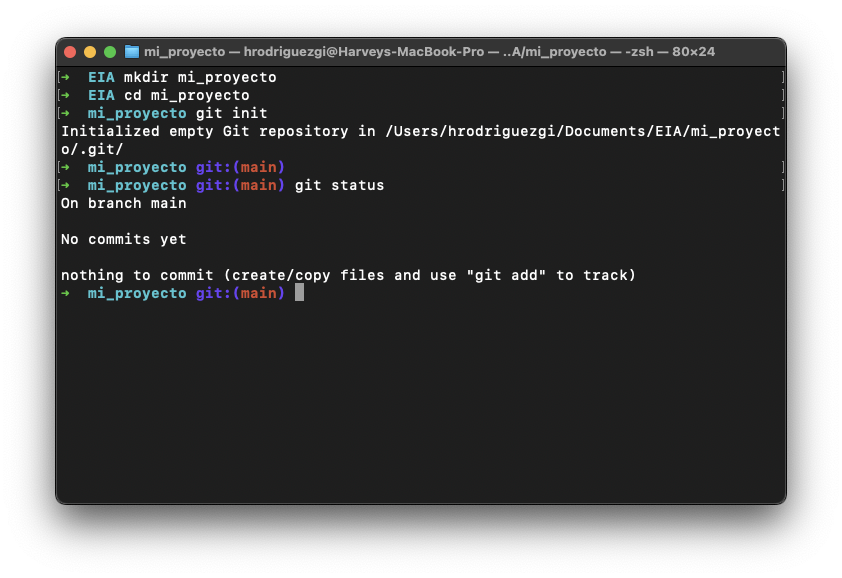 mi_proyecto — hrodriguezgi@Harveys-MacBook-Pro — ..A/mi_proyecto — -zsh — 80×24
[➜  EIA mkdir mi_proyecto ]
[➜  EIA cd mi_proyecto ]
[➜  mi_proyecto git init ]
Initialized empty Git repository in /Users/hrodriguezgi/Documents/EIA/mi_proyect
o/.git/
[➜  mi_proyecto git:(main) ]
[➜  mi_proyecto git:(main) git status ]
On branch main
No commits yet
nothing to commit (create/copy files and use "git add" to track)
➜  mi_proyecto git:(main)